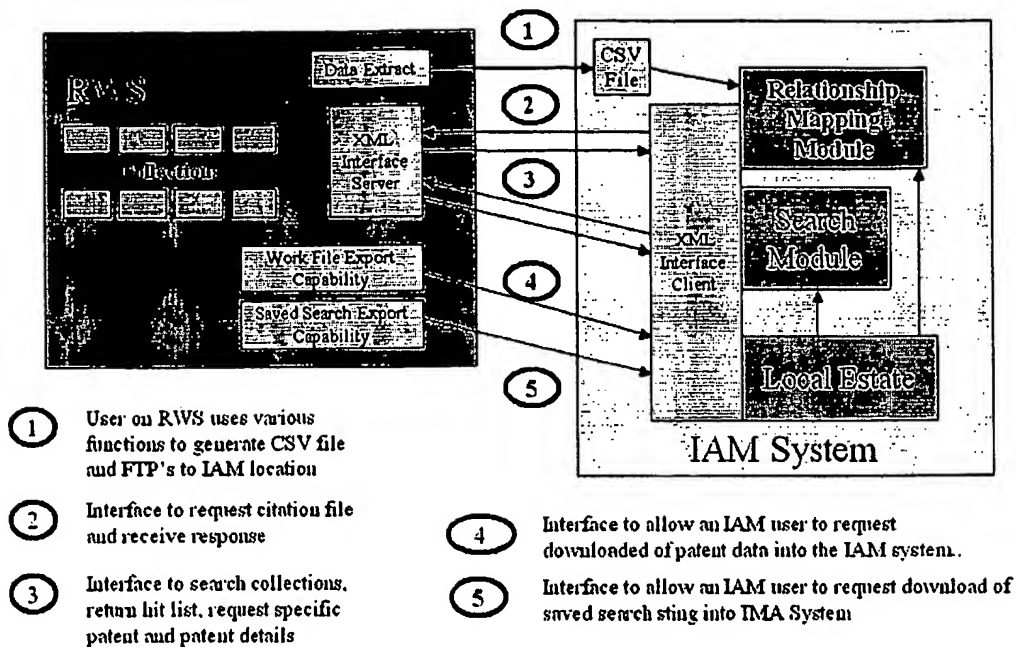 1
RWS
Data Extract
CSV
File
Relationship
Mapping
Module
2
XML
Interface
Server
Collections
3
XML
Interface
Client
Search
Module
Work File Export
Capability
4
Saved Search Export
Capability
Local Estate
5
IAM System
1
User on RWS uses various
functions to generate CSV file
and FTP's to IAM location
2
Interface to request citation file
and receive response
3
Interface to search collections,
return hit list, request specific
patent and patent details
4
Interface to allow an IAM user to request
downloaded of patent data into the IAM system.
5
Interface to allow an IAM user to request download of
saved search sting into IMA System